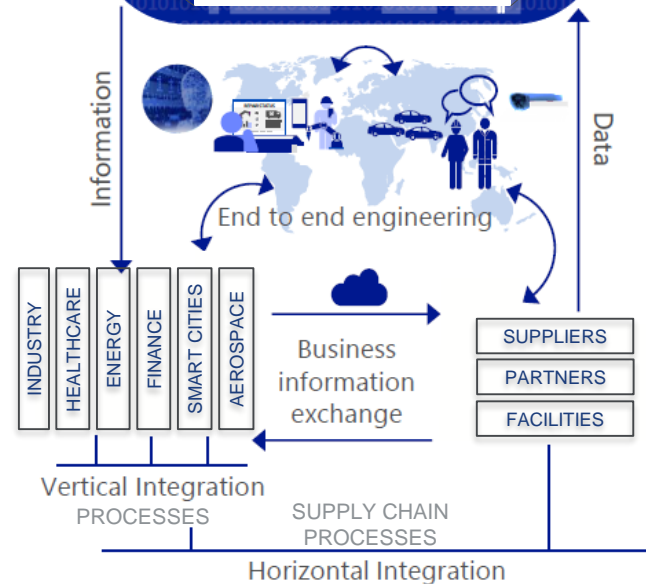 Information
Data
End to end engineering
INDUSTRY
HEALTHCARE
ENERGY
FINANCE
SMART CITIES
AEROSPACE
Business
information
exchange
SUPPLIERS
PARTNERS
FACILITIES
Vertical Integration
PROCESSES
SUPPLY CHAIN
PROCESSES
Horizontal Integration